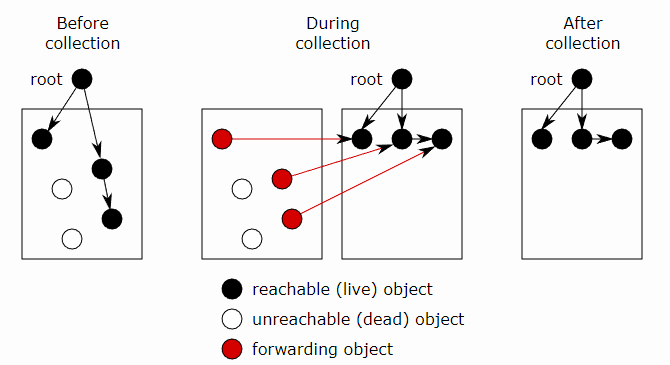 Before
collection
During
collection
After
collection
root
root
root
reachable (live) object
unreachable (dead) object
forwarding object